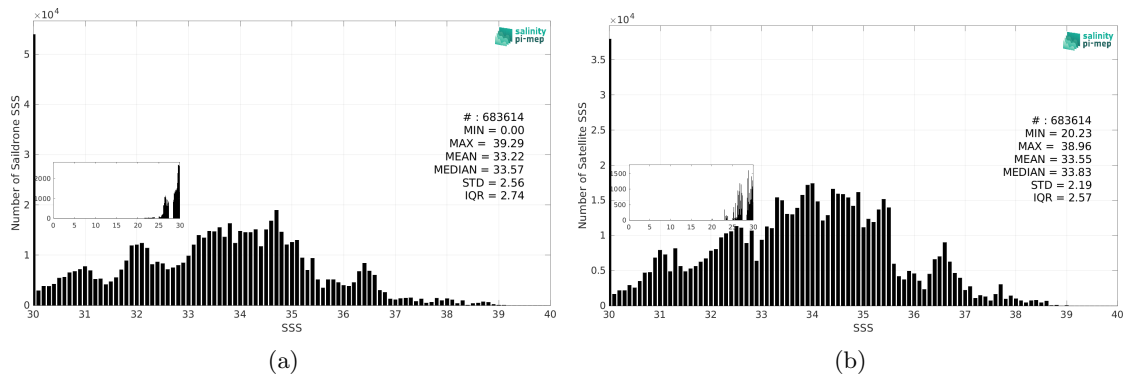 ×10⁴
5
4
3
2
1
0
Number of Saildrone SSS
salinity
pi-mep
# : 683614
MIN = 0.00
MAX = 39.29
MEAN = 33.22
MEDIAN = 33.57
STD = 2.56
IQR = 2.74
2000
1000
0
0 5 10 15 20 25 30
30 31 32 33 34 35 36 37 38 39 40
SSS
(a)
×10⁴
3.5
3
2.5
2
1.5
1
0.5
0
Number of Satellite SSS
salinity
pi-mep
# : 683614
MIN = 20.23
MAX = 38.96
MEAN = 33.55
MEDIAN = 33.83
STD = 2.19
IQR = 2.57
1500
1000
500
0
0 5 10 15 20 25 30
30 31 32 33 34 35 36 37 38 39 40
SSS
(b)